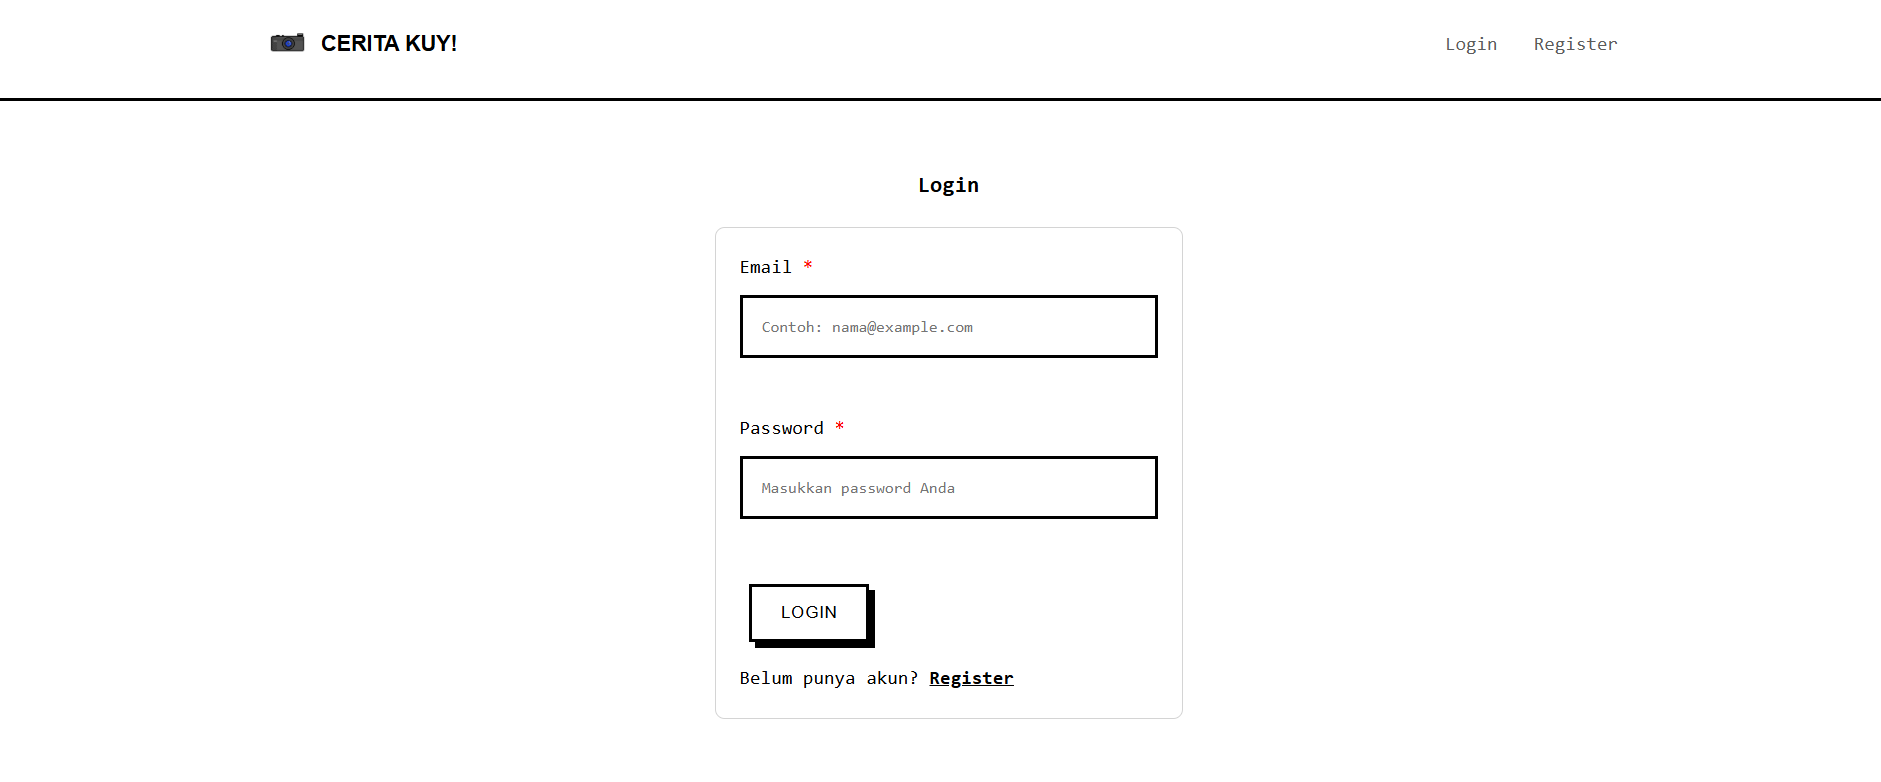 CERITA KUY!
Login Register
Login
Email *
Contoh: nama@example.com
Password *
Masukkan password Anda
LOGIN
Belum punya akun? Register